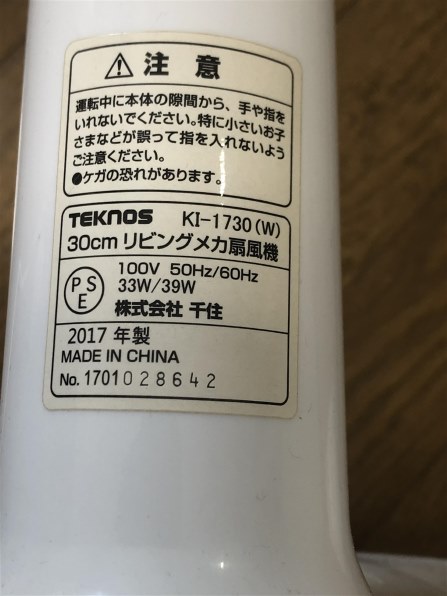 ⚠ 注意
運転中に本体の隙間から、手や指を
いれないでください。特に小さいお子
さまなどが誤って指を入れないよう
ご注意ください。
●ケガの恐れがあります。
TEKNOS KI-1730(W)
30cm リビングメカ扇風機
PSE
100V 50Hz/60Hz
33W/39W
株式会社 千住
2017 年製
MADE IN CHINA
No. 1701028642